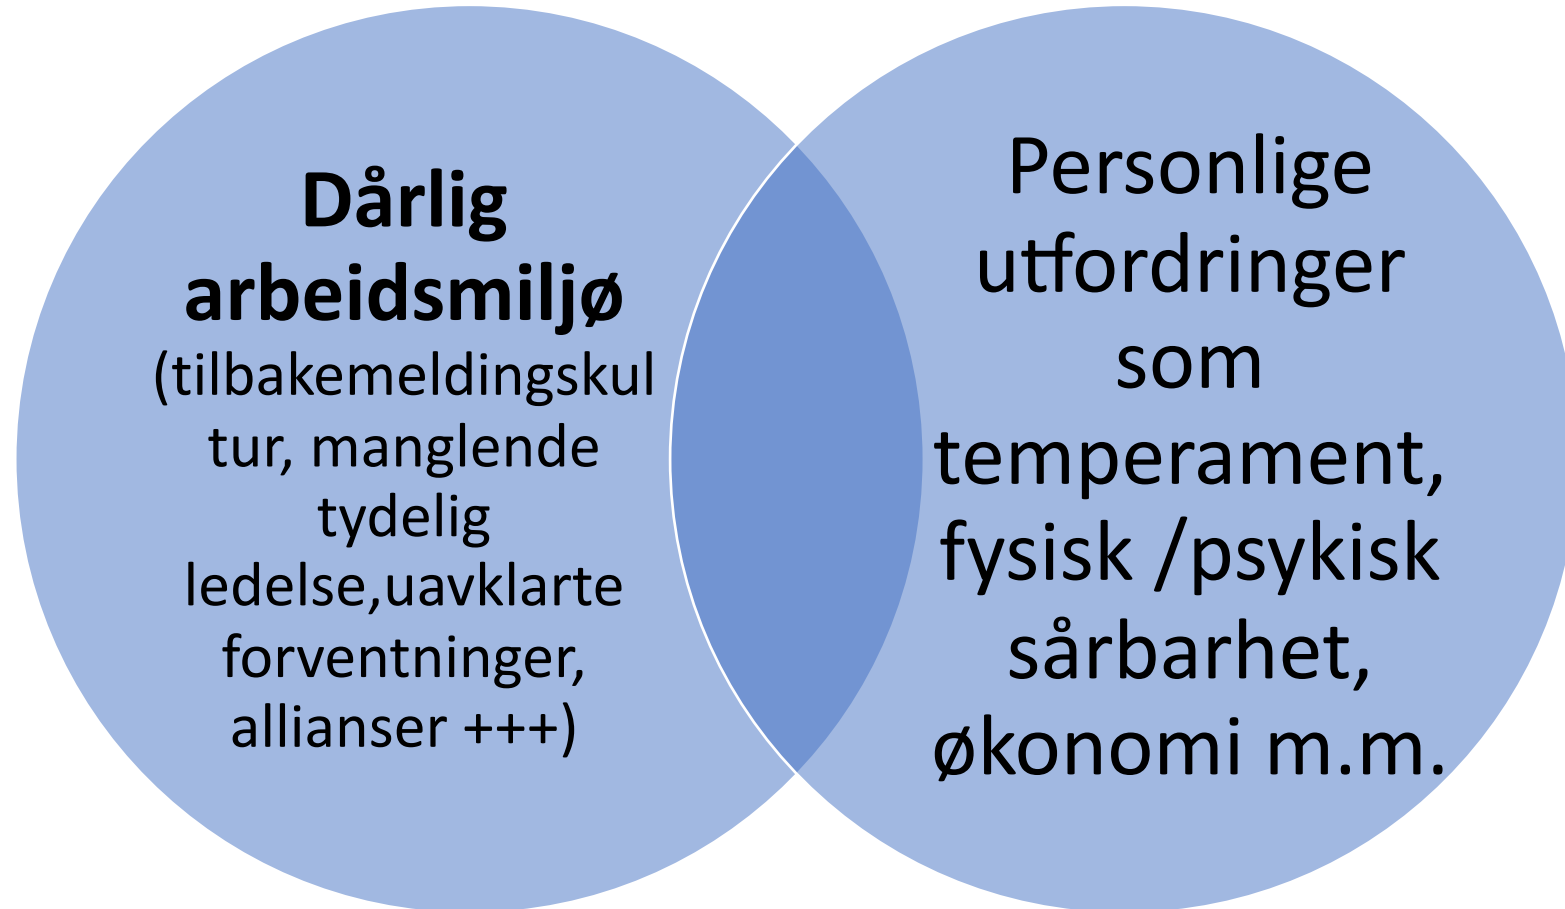 Dårlig
arbeidsmiljø
(tilbakemeldingskul
tur, manglende
tydelig
ledelse,uavklarte
forventninger,
allianser +++)
Personlige
utfordringer
som
temperament,
fysisk /psykisk
sårbarhet,
økonomi m.m.